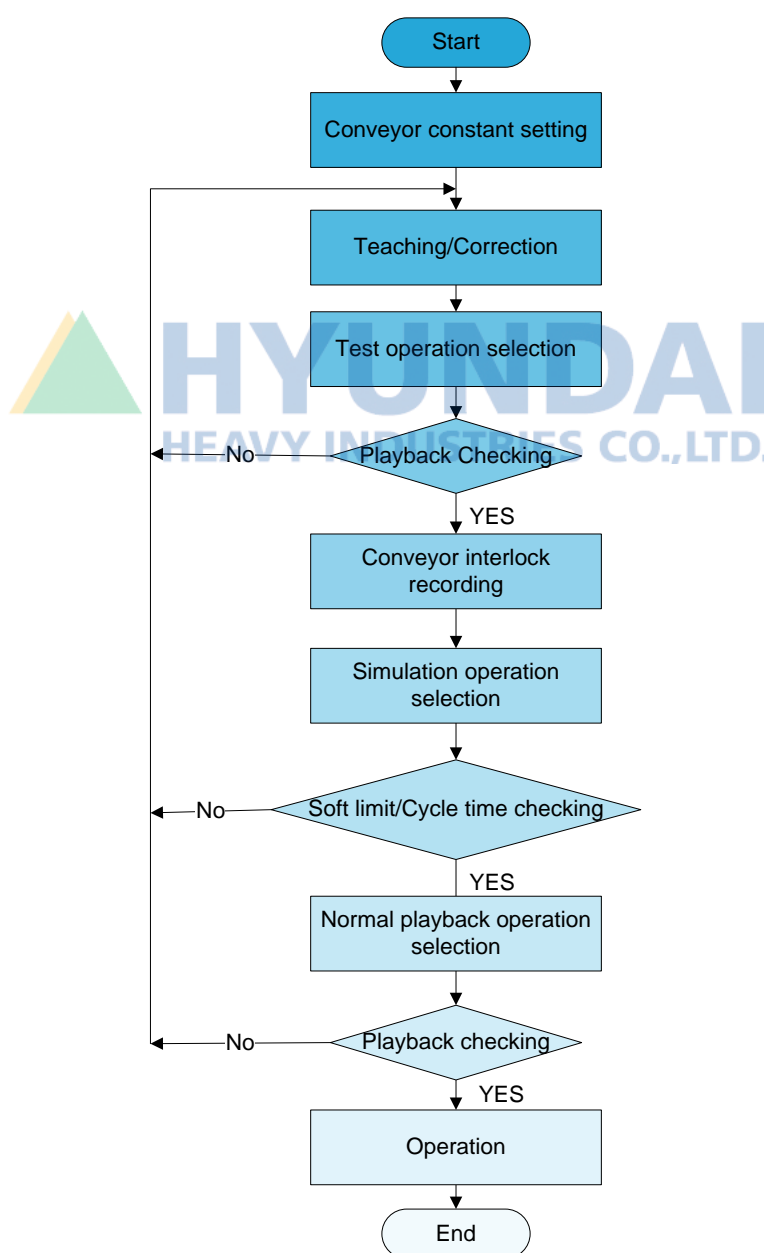 Start
Conveyor constant setting
Teaching/Correction
HYUNDAI
Test operation selection
HEAVY INDUSTRIES CO.,LTD.
No
Playback Checking
YES
Conveyor interlock
recording
Simulation operation
selection
No
Soft limit/Cycle time checking
YES
Normal playback operation
selection
No
Playback checking
YES
Operation
End